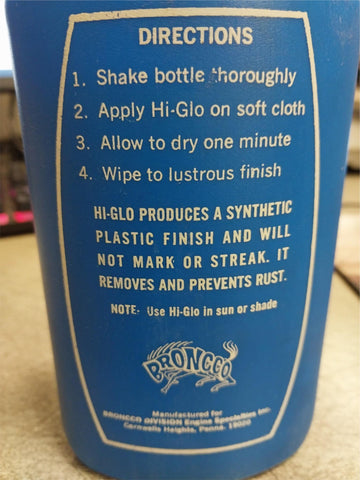 DIRECTIONS
1. Shake bottle thoroughly
2. Apply Hi-Glo on soft cloth
3. Allow to dry one minute
4. Wipe to lustrous finish
HI-GLO PRODUCES A SYNTHETIC
PLASTIC FINISH AND WILL
NOT MARK OR STREAK. IT
REMOVES AND PREVENTS RUST.
NOTE: Use Hi-Glo in sun or shade
BRONCCO
Manufactured for
BRONCCO DIVISION Engine Specialties Inc.
Cornwells Heights, Penna. 19020